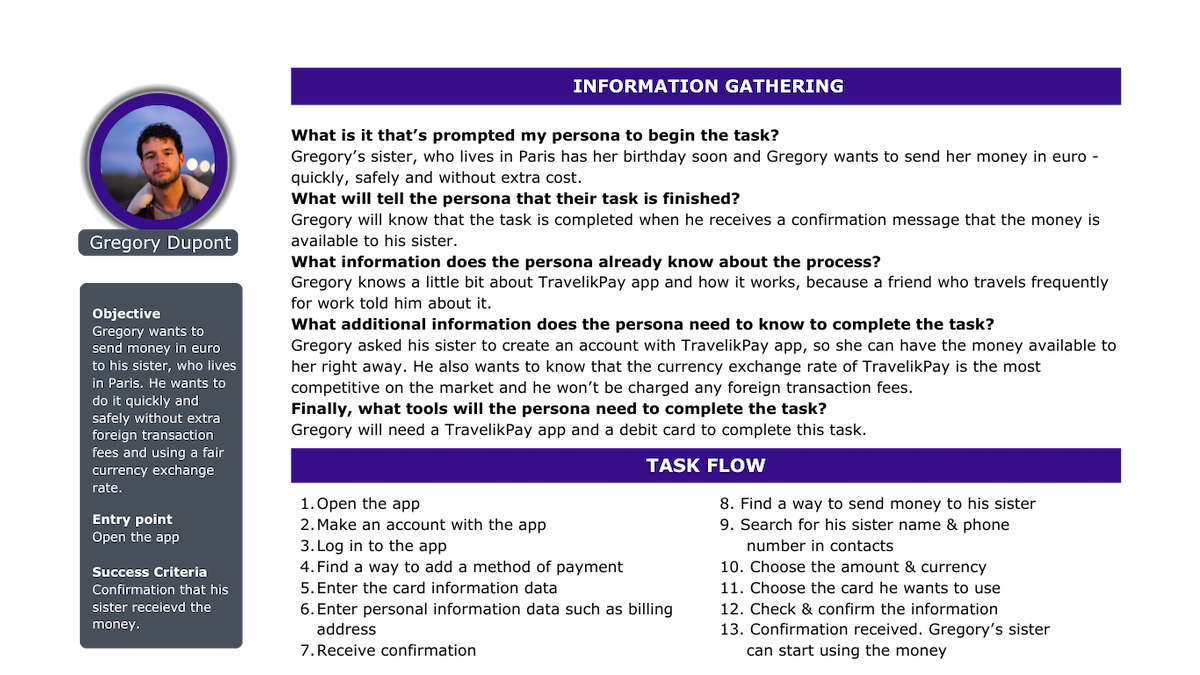 Gregory Dupont
Objective
Gregory wants to
send money in euro
to his sister, who lives
in Paris. He wants to
do it quickly and
safely without extra
foreign transaction
fees and using a fair
currency exchange
rate.
Entry point
Open the app
Success Criteria
Confirmation that his
sister receievd the
money.
INFORMATION GATHERING
What is it that’s prompted my persona to begin the task?
Gregory’s sister, who lives in Paris has her birthday soon and Gregory wants to send her money in euro -
quickly, safely and without extra cost.
What will tell the persona that their task is finished?
Gregory will know that the task is completed when he receives a confirmation message that the money is
available to his sister.
What information does the persona already know about the process?
Gregory knows a little bit about TravelikPay app and how it works, because a friend who travels frequently
for work told him about it.
What additional information does the persona need to know to complete the task?
Gregory asked his sister to create an account with TravelikPay app, so she can have the money available to
her right away. He also wants to know that the currency exchange rate of TravelikPay is the most
competitive on the market and he won’t be charged any foreign transaction fees.
Finally, what tools will the persona need to complete the task?
Gregory will need a TravelikPay app and a debit card to complete this task.
TASK FLOW
1. Open the app
2. Make an account with the app
3. Log in to the app
4. Find a way to add a method of payment
5. Enter the card information data
6. Enter personal information data such as billing
address
7. Receive confirmation
8. Find a way to send money to his sister
9. Search for his sister name & phone
number in contacts
10. Choose the amount & currency
11. Choose the card he wants to use
12. Check & confirm the information
13. Confirmation received. Gregory’s sister
can start using the money